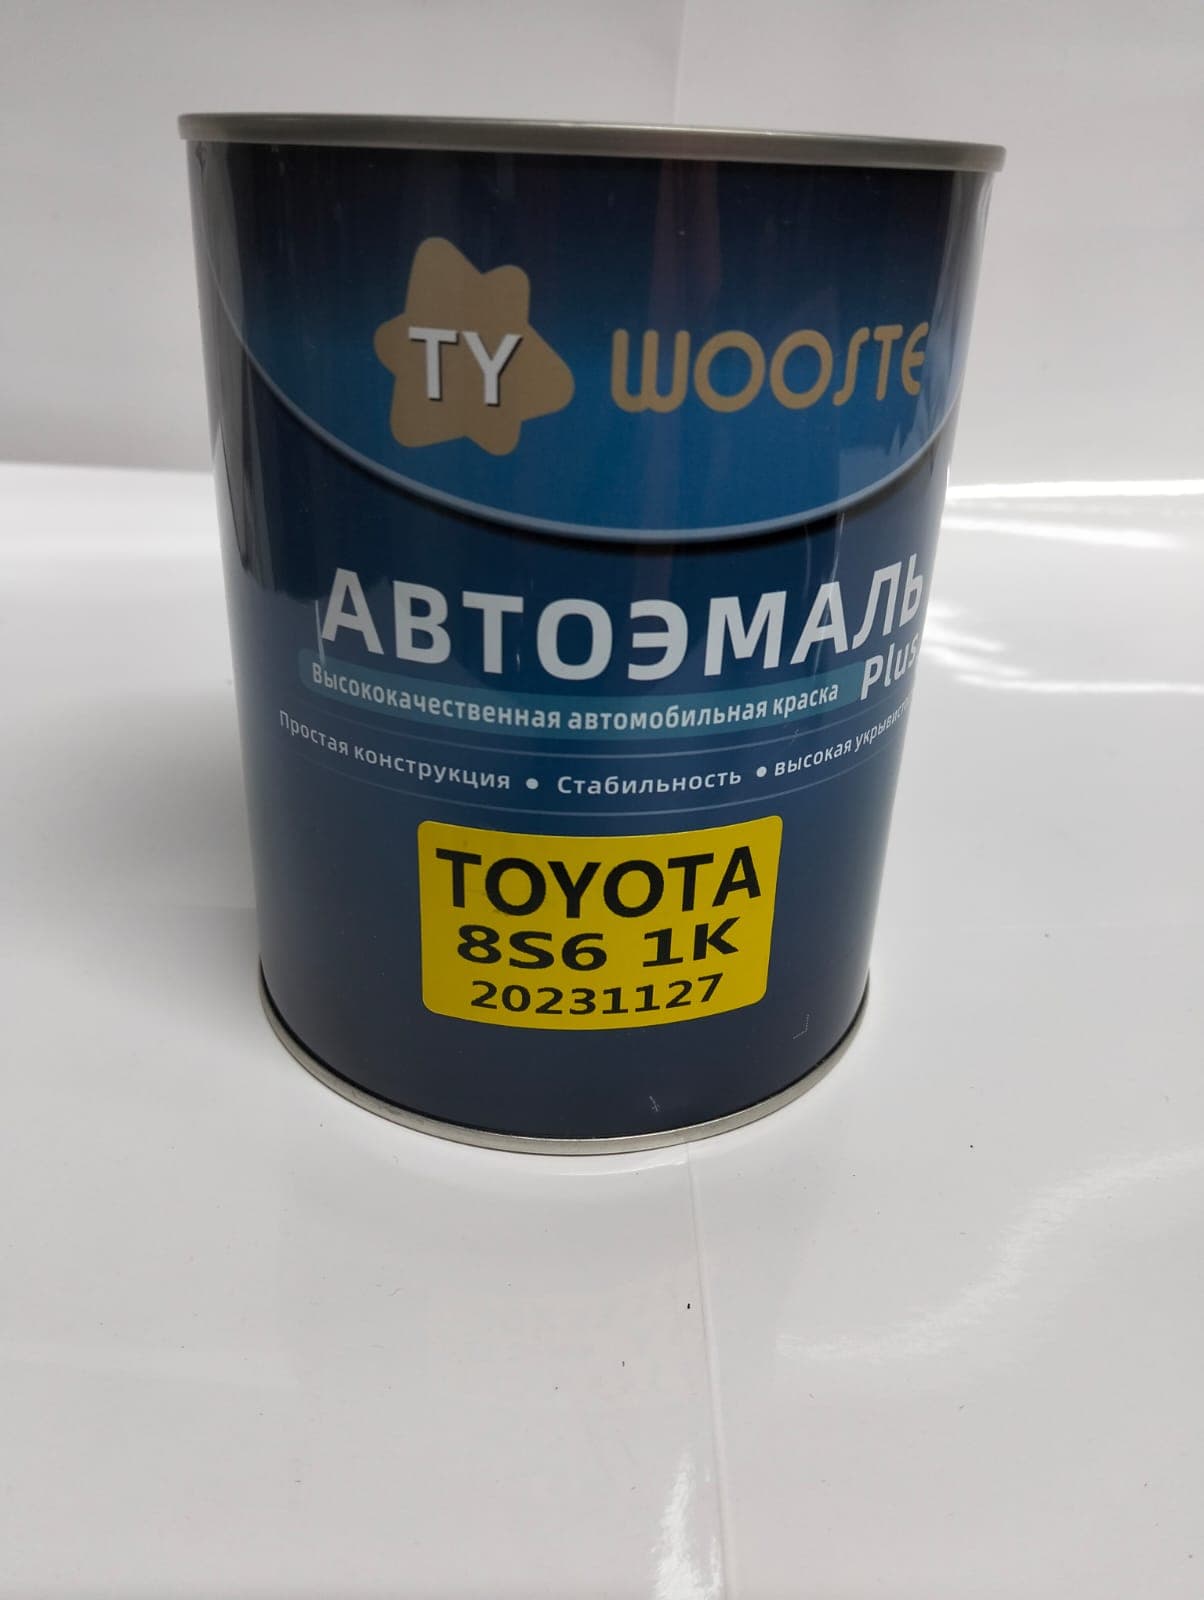 TY WOOSTE
АВТОЭМАЛЬ
Plus
Высококачественная автомобильная краска
Простая конструкция • Стабильность • высокая
TOYOTA
8S6 1K
20231127